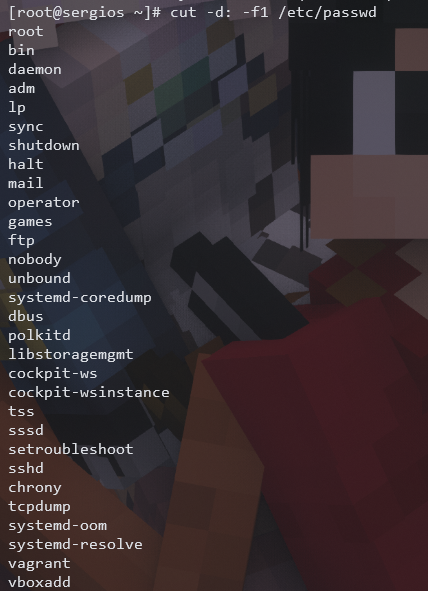 [root@sergios ~]# cut -d: -f1 /etc/passwd
root
bin
daemon
adm
lp
sync
shutdown
halt
mail
operator
games
ftp
nobody
unbound
systemd-coredump
dbus
polkitd
libstoragemgmt
cockpit-ws
cockpit-wsinstance
tss
sssd
setroubleshoot
sshd
chrony
tcpdump
systemd-oom
systemd-resolve
vagrant
vboxadd